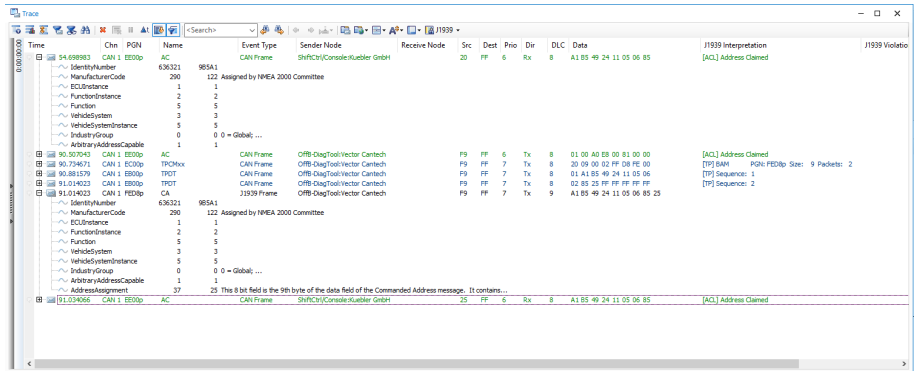 Trace
<Search>
J1939
Time Chn PGN Name Event Type Sender Node Receive Node Src Dest Prio Dir DLC Data J1939 Interpretation J1939 Violatio
54.698983 CAN 1 EE00p AC CAN Frame ShiftCtrl/Console:Kuebler GmbH 20 FF 6 Rx 8 A1 B5 49 24 11 05 06 85 [ACL] Address Claimed
IdentityNumber 636321 9B5A1
ManufacturerCode 290 122 Assigned by NMEA 2000 Committee
ECUInstance 1 1
FunctionInstance 2 2
Function 5 5
VehicleSystem 3 3
VehicleSystemInstance 5 5
IndustryGroup 0 0 0 = Global; ...
ArbitraryAddressCapable 1 1
90.507043 CAN 1 EE00p AC CAN Frame OffB-DiagTool:Vector Cantech F9 FF 6 Tx 8 01 00 A0 E8 00 81 00 00 [ACL] Address Claimed
90.734671 CAN 1 EC00p TPCMxx CAN Frame OffB-DiagTool:Vector Cantech F9 FF 7 Tx 8 20 09 00 02 FF D8 FE 00 [TP] BAM PGN: FED8p Size: 9 Packets: 2
90.881579 CAN 1 EB00p TPDT CAN Frame OffB-DiagTool:Vector Cantech F9 FF 7 Tx 8 01 A1 B5 49 24 11 05 06 [TP] Sequence: 1
91.014023 CAN 1 EB00p TPDT CAN Frame OffB-DiagTool:Vector Cantech F9 FF 7 Tx 8 02 85 25 FF FF FF FF FF [TP] Sequence: 2
91.014023 CAN 1 FED8p CA J1939 Frame OffB-DiagTool:Vector Cantech F9 FF 7 Tx 9 A1 B5 49 24 11 05 06 85 25
IdentityNumber 636321 9B5A1
ManufacturerCode 290 122 Assigned by NMEA 2000 Committee
ECUInstance 1 1
FunctionInstance 2 2
Function 5 5
VehicleSystem 3 3
VehicleSystemInstance 5 5
IndustryGroup 0 0 0 = Global; ...
ArbitraryAddressCapable 1 1
AddressAssignment 37 25 This 8 bit field is the 9th byte of the data field of the Commanded Address message. It contains...
91.034066 CAN 1 EE00p AC CAN Frame ShiftCtrl/Console:Kuebler GmbH 25 FF 6 Rx 8 A1 B5 49 24 11 05 06 85 [ACL] Address Claimed